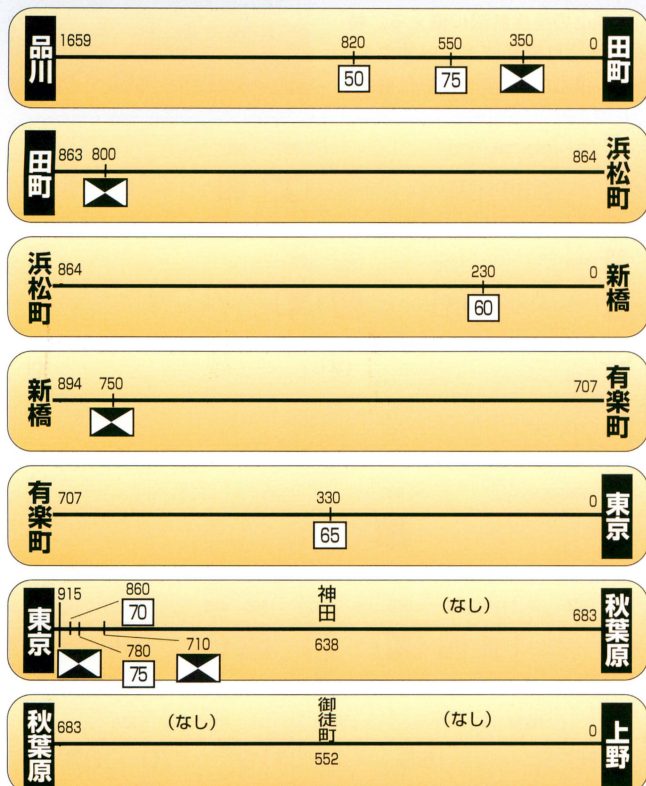 品川 1659 820 550 350 0 田町
50 75
田町 863 800 864 浜松町
浜松町 864 230 0 新橋
60
新橋 894 750 707 有楽町
有楽町 707 330 0 東京
65
東京 915 860 神田 (なし) 683 秋葉原
70
780 710 638
75
秋葉原 683 (なし) 御徒町 (なし) 0 上野
552